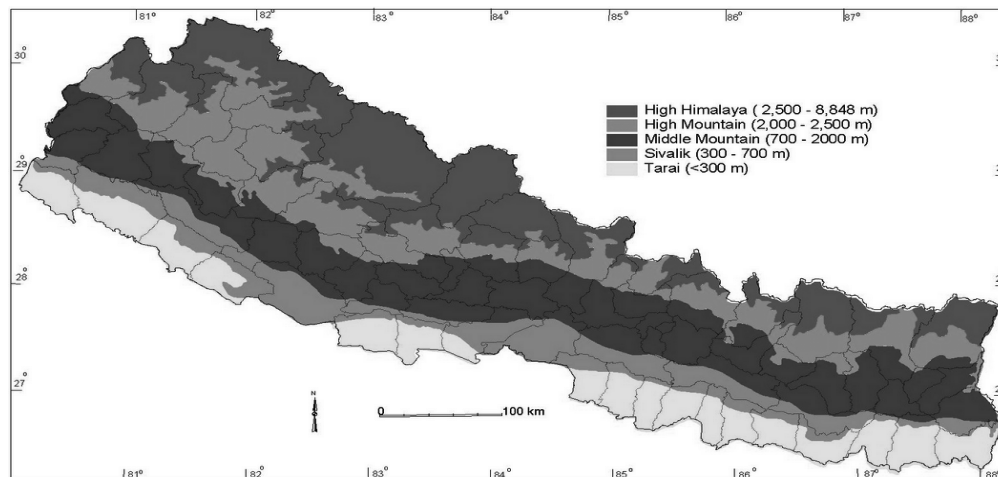 81° 82 83° 84° 85° 86° 87° 88°
30°
29°
28°
27°
High Himalaya ( 2,500 - 8,848 m)
High Mountain (2,000 - 2,500 m)
Middle Mountain (700 - 2000 m)
Sivalik (300 - 700 m)
Tarai (<300 m)
N
0 100 km
81° 82° 83° 84° 85° 86° 87° 88